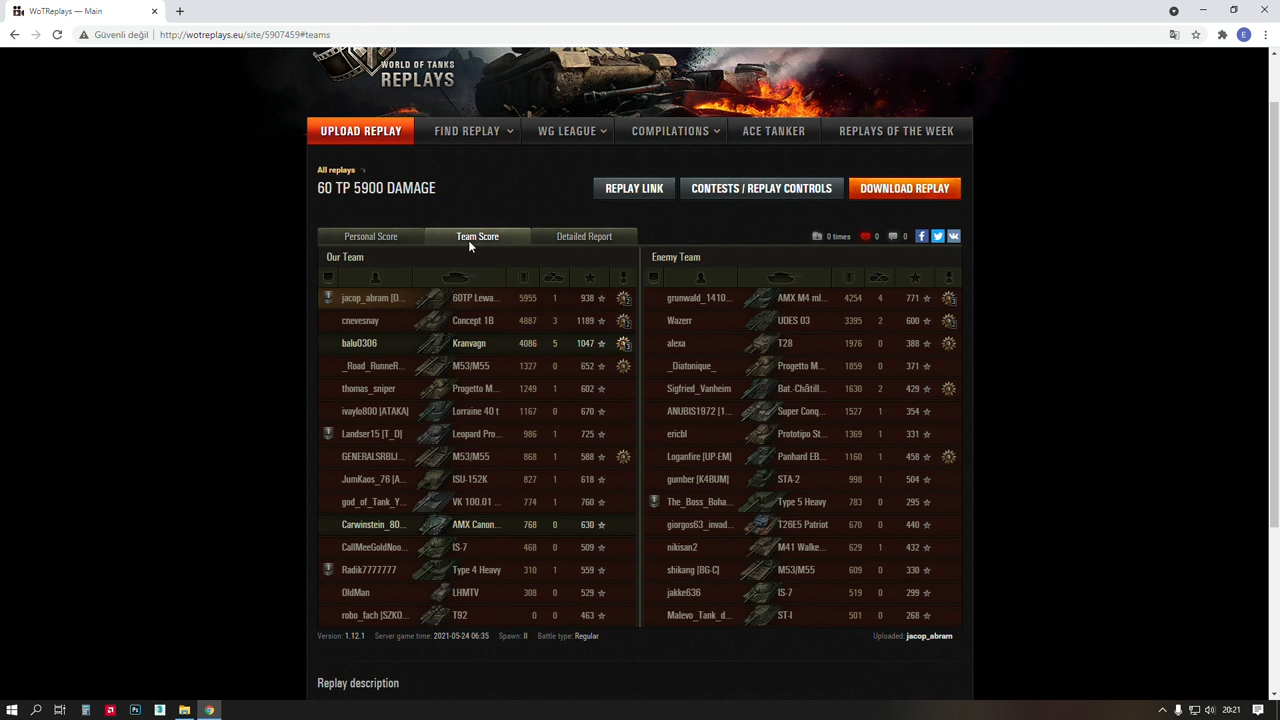 WoTReplays — Main
Güvenli değil | http://wotreplays.eu/site/5907459#teams
E
WORLD OF TANKS
REPLAYS
UPLOAD REPLAY FIND REPLAY WG LEAGUE COMPILATIONS ACE TANKER REPLAYS OF THE WEEK
All replays
60 TP 5900 DAMAGE
REPLAY LINK CONTESTS / REPLAY CONTROLS DOWNLOAD REPLAY
Personal Score Team Score Detailed Report 0 times 0 0
Our Team Enemy Team
jacop_abram [O... 60TP Lewa... 5955 1 938 grunwald_1410... AMX M4 ml... 4254 4 771
cnevesnay Concept 1B 4887 3 1189 Wazerr UDES 03 3395 2 600
balu0306 Kranvagn 4086 5 1047 alexa T28 1976 0 388
_Road_RunneR... M53/M55 1327 0 652 _Diatonique_ Progetto M... 1859 0 371
thomas_sniper Progetto M... 1249 1 602 Sigfried_Vanheim Bat.-Châtill... 1630 2 429
ivaylo800 [ATAKA] Lorraine 40 t 1167 0 670 ANUBIS1972 [1... Super Conq... 1527 1 354
Landser15 [T_D] Leopard Pro... 986 1 725 ericbl Prototipo St... 1369 1 331
GENERALSRBIJ... M53/M55 868 1 588 Loganfire [UP-EM] Panhard EB... 1160 1 458
JumKaos_76 [A... ISU-152K 827 1 618 gumber [K4BUM] STA-2 998 1 504
god_of_Tank_Y... VK 100.01 ... 774 1 760 The_Boss_Boha... Type 5 Heavy 783 0 295
Carwinstein_80... AMX Canon... 768 0 630 giorgos63_invad... T26E5 Patriot 670 0 440
CallMeeGoldNoo... IS-7 468 0 509 nikisan2 M41 Walke... 629 1 432
Radik7777777 Type 4 Heavy 310 1 559 shikang [BG-C] M53/M55 609 0 330
OldMan LHMTV 308 0 529 jakke636 IS-7 519 0 299
robo_fach [SZKO... T92 0 0 463 Malevo_Tank_d... ST-I 501 0 268
Version: 1.12.1 Server game time: 2021-05-24 06:35 Spawn: II Battle type: Regular Uploaded: jacop_abram
Replay description
20:21